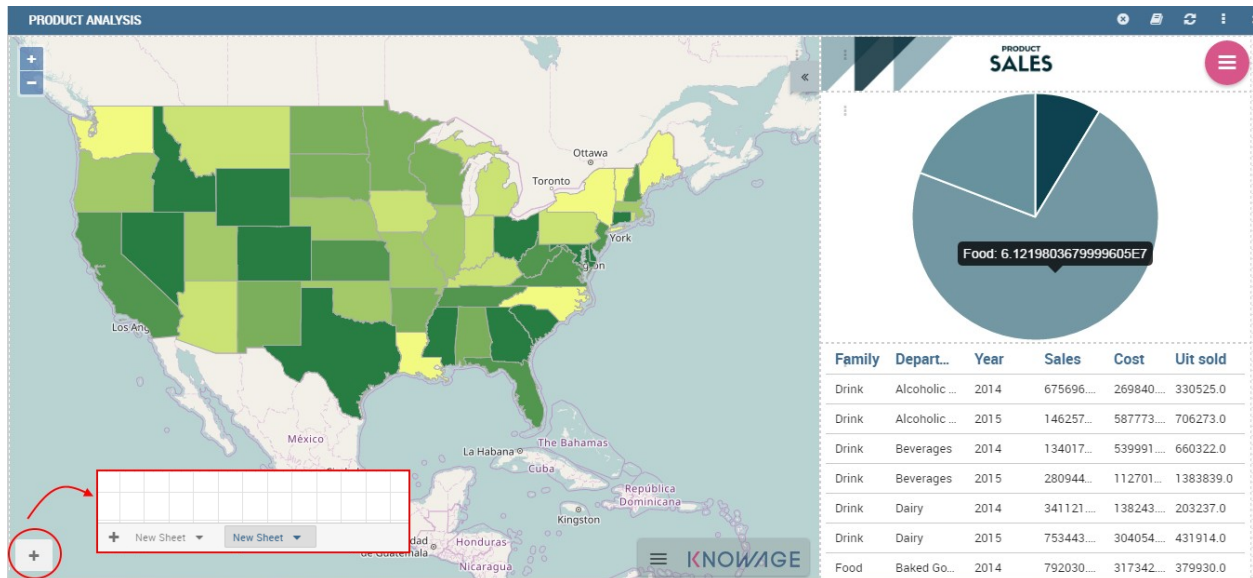 PRODUCT ANALYSIS
+
−
«
Ottawa
Toronto
York
Los Ang
México
La Habana
The Bahamas
Cuba
República
Dominicana
Kingston
Honduras
de Guatemala
Nicaragua
+ New Sheet New Sheet
+
KNOWAGE
PRODUCT
SALES
Food: 6.1219803679999605E7
Family Depart... Year Sales Cost Uit sold
Drink Alcoholic ... 2014 675696.... 269840.... 330525.0
Drink Alcoholic ... 2015 146257... 587773.... 706273.0
Drink Beverages 2014 134017... 539991.... 660322.0
Drink Beverages 2015 280944... 112701... 1383839.0
Drink Dairy 2014 341121.... 138243.... 203237.0
Drink Dairy 2015 753443.... 304054.... 431914.0
Food Baked Go... 2014 792030.... 317342.... 379930.0